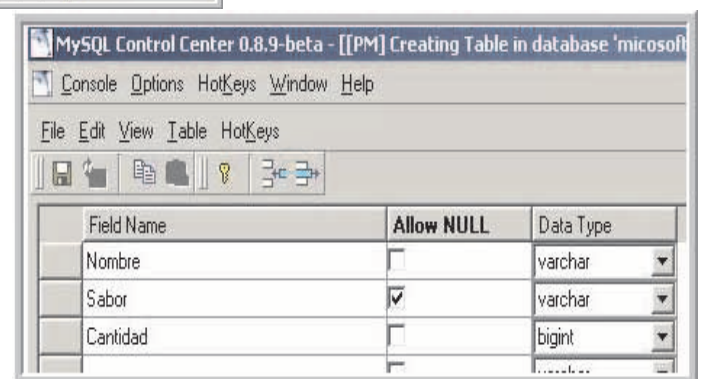 MySQL Control Center 0.8.9-beta - [[PM] Creating Table in database 'micosoft
Console Options HotKeys Window Help
File Edit View Table HotKeys
Field Name Allow NULL Data Type
Nombre varchar
Sabor varchar
Cantidad bigint